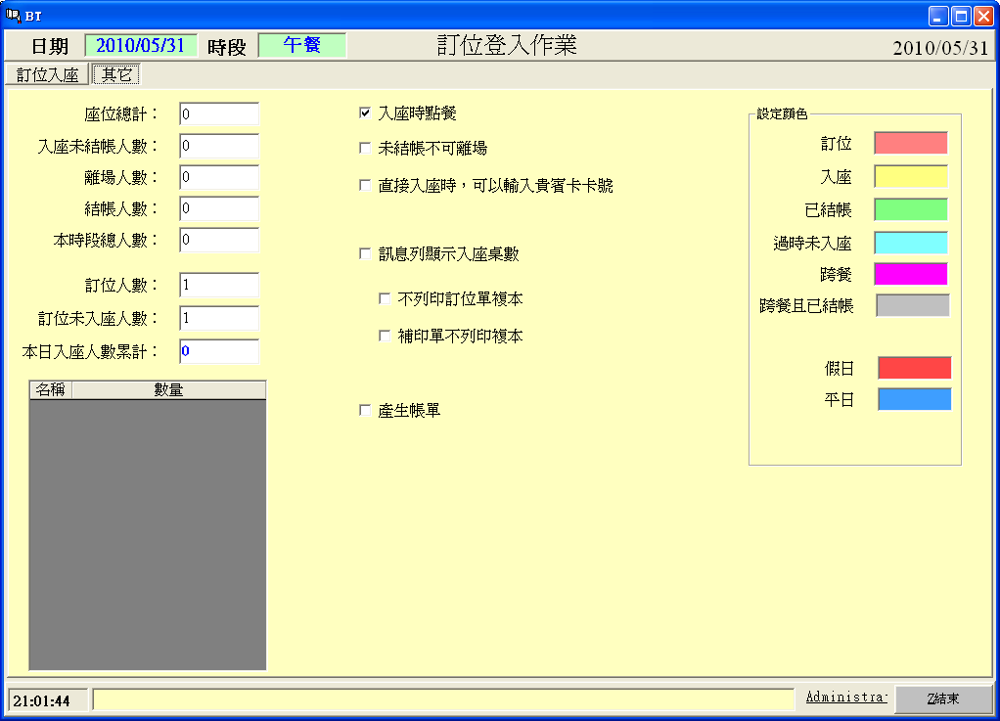 BT
日期 2010/05/31 時段 午餐 訂位登入作業 2010/05/31
訂位入座 其它
座位總計： 0
入座未結帳人數： 0
離場人數： 0
結帳人數： 0
本時段總人數： 0
訂位人數： 1
訂位未入座人數： 1
本日入座人數累計： 0
名稱 數量
入座時點餐
未結帳不可離場
直接入座時，可以輸入貴賓卡卡號
訊息列顯示入座桌數
不列印訂位單複本
補印單不列印複本
產生帳單
設定顏色
訂位
入座
已結帳
過時未入座
跨餐
跨餐且已結帳
假日
平日
21:01:44 Administra Z結束